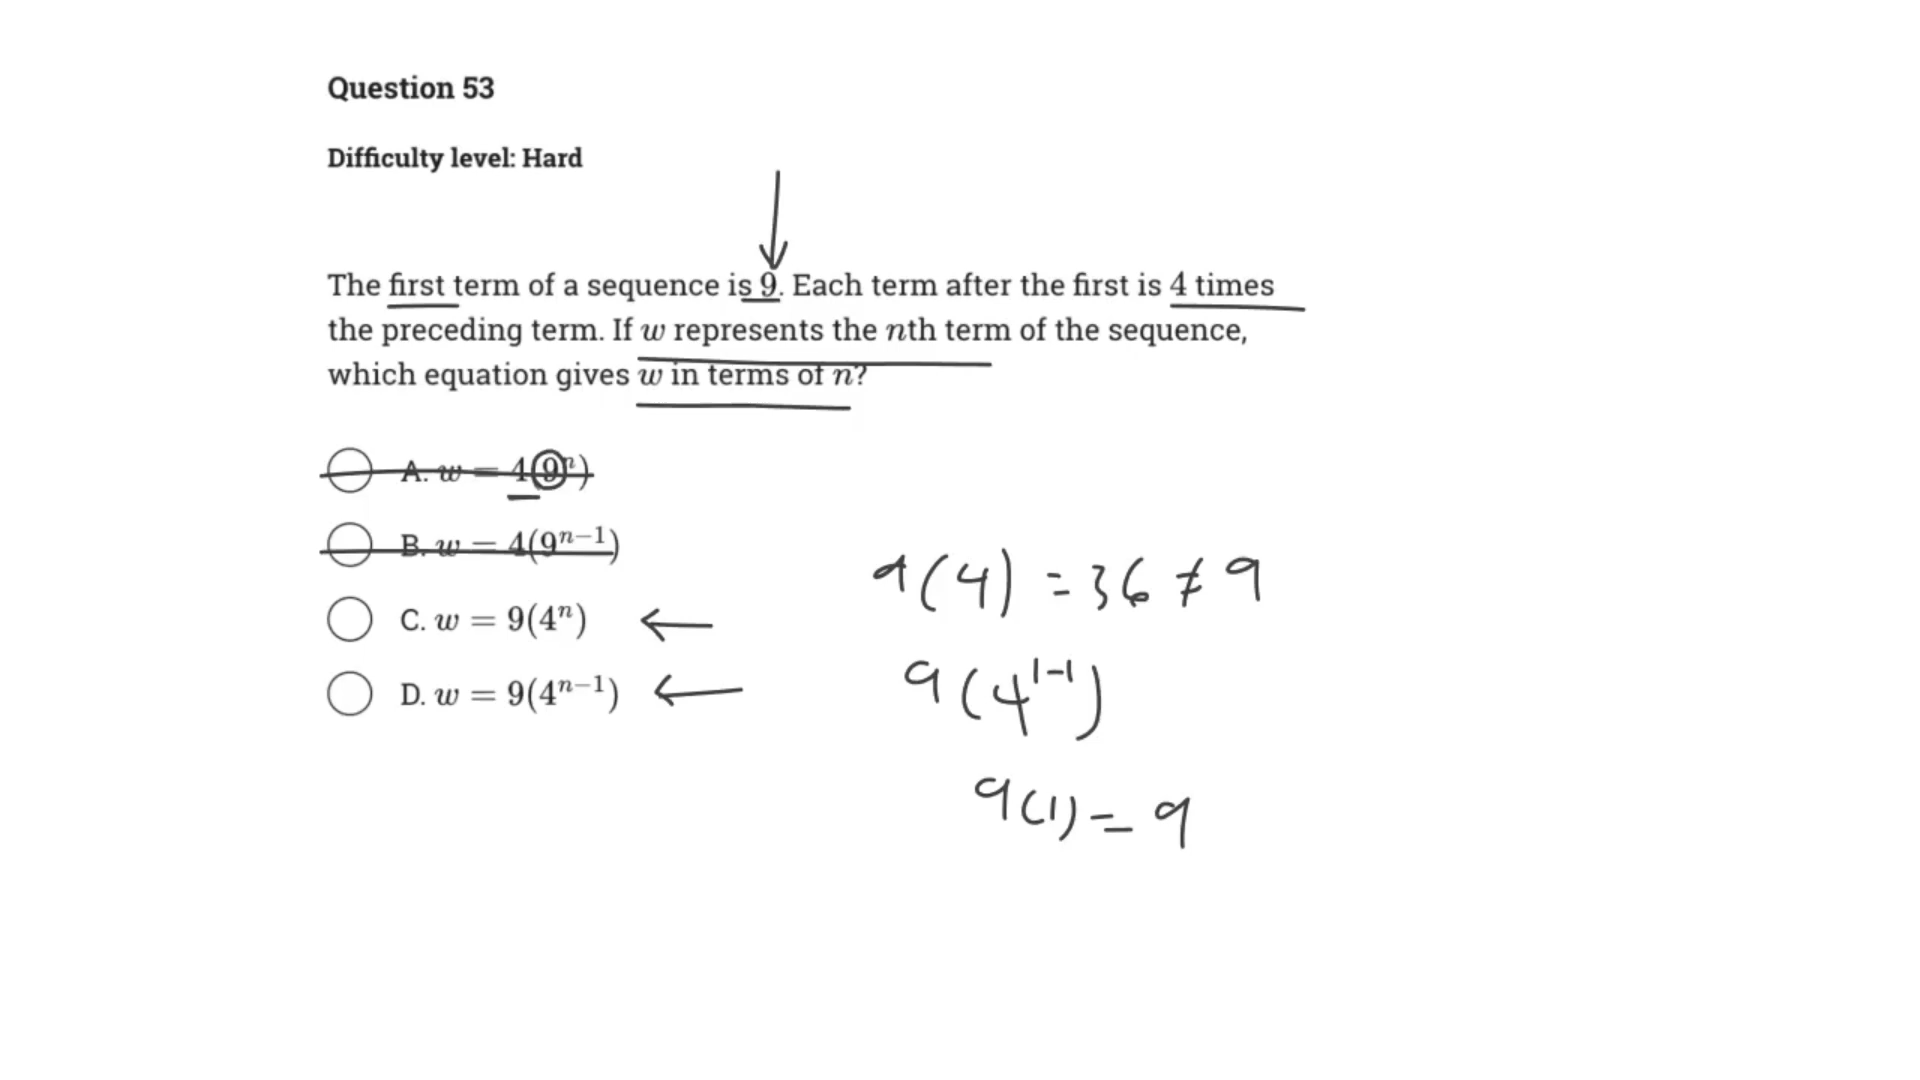 Question 53
Difficulty level: Hard
The first term of a sequence is 9. Each term after the first is 4 times
the preceding term. If w represents the nth term of the sequence,
which equation gives w in terms of n?
A. w = 4(9ⁿ)
B. w = 4(9ⁿ⁻¹)
C. w = 9(4ⁿ)
D. w = 9(4ⁿ⁻¹)
9(4) = 36 ≠ 9
9(4¹⁻¹)
9(1) = 9